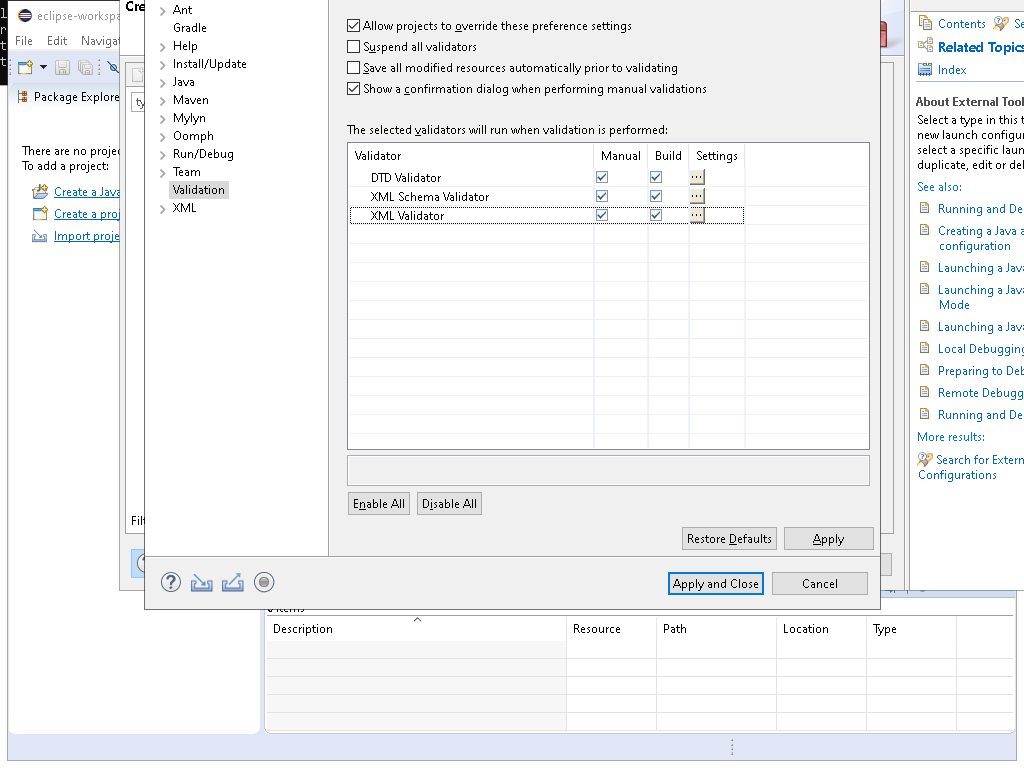 eclipse-workspa
File Edit Navigat
Package Explore
There are no projec
To add a project:
Create a Java
Create a proj
Import proje
Cre
ty
Filt
Ant
Gradle
Help
Install/Update
Java
Maven
Mylyn
Oomph
Run/Debug
Team
Validation
XML
Allow projects to override these preference settings
Suspend all validators
Save all modified resources automatically prior to validating
Show a confirmation dialog when performing manual validations
The selected validators will run when validation is performed:
Validator Manual Build Settings
DTD Validator ...
XML Schema Validator ...
XML Validator ...
Enable All Disable All
Restore Defaults Apply
Apply and Close Cancel
Contents Se
Related Topics
Index
About External Tool
Select a type in this t
new launch configur
select a specific laun
duplicate, edit or del
See also:
Running and De
Creating a Java a
configuration
Launching a Java
Launching a Java
Mode
Launching a Java
Local Debugging
Preparing to Deb
Remote Debugg
Running and De
More results:
Search for Extern
Configurations
0 items
Description Resource Path Location Type